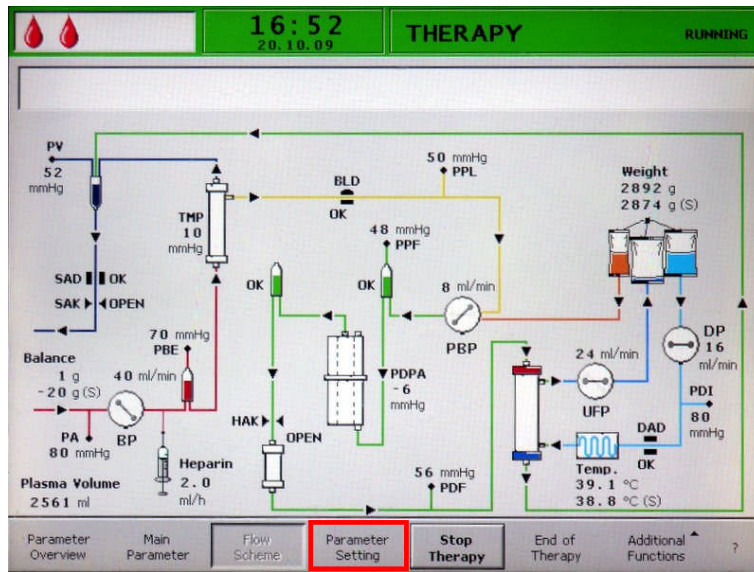 16:52
20.10.09
THERAPY
RUNNING
PV
52
mmHg
BLD
OK
50 mmHg
PPL
Weight
2892 g
2874 g (S)
TMP
10
mmHg
48 mmHg
PPF
SAD OK
SAK OPEN
OK
OK
8 ml/min
PBP
DP
16
ml/min
70 mmHg
PBE
Balance
1 g
-20 g (S)
40 ml/min
PDPA
-6
mmHg
24 ml/min
UFP
PDI
80
mmHg
PA
80 mmHg
BP
HAK
OPEN
DAD
OK
Heparin
2.0
ml/h
56 mmHg
PDF
Temp.
39.1 °C
38.8 °C (S)
Plasma Volume
2561 ml
Parameter
Overview
Main
Parameter
Flow
Scheme
Parameter
Setting
Stop
Therapy
End of
Therapy
Additional
Functions
?